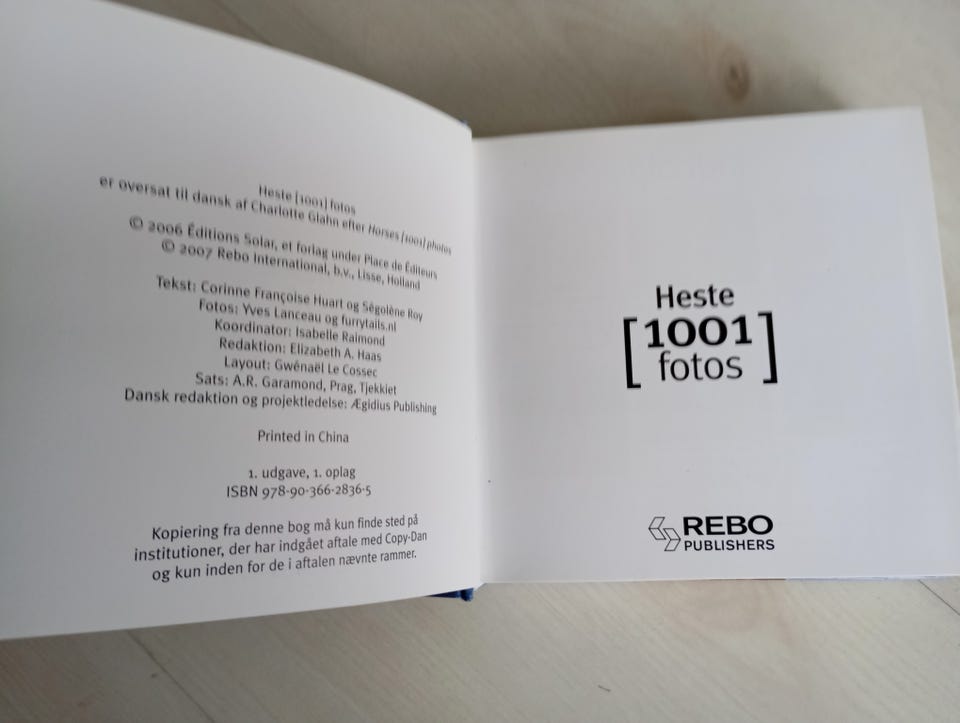 Heste [1001] fotos
er oversat til dansk af Charlotte Glahn efter Horses [1001] photos
© 2006 Éditions Solar, et forlag under Place de Éditeurs
© 2007 Rebo International, b.v., Lisse, Holland
Tekst: Corinne Françoise Huart og Ségolène Roy
Fotos: Yves Lanceau og furrytails.nl
Koordinator: Isabelle Raimond
Redaktion: Elizabeth A. Haas
Layout: Gwénaël Le Cossec
Sats: A.R. Garamond, Prag, Tjekkiet
Dansk redaktion og projektledelse: Ægidius Publishing
Printed in China
1. udgave, 1. oplag
ISBN 978-90-366-2836-5
Kopiering fra denne bog må kun finde sted på
institutioner, der har indgået aftale med Copy-Dan
og kun inden for de i aftalen nævnte rammer.
Heste
[1001]
fotos
REBO
PUBLISHERS